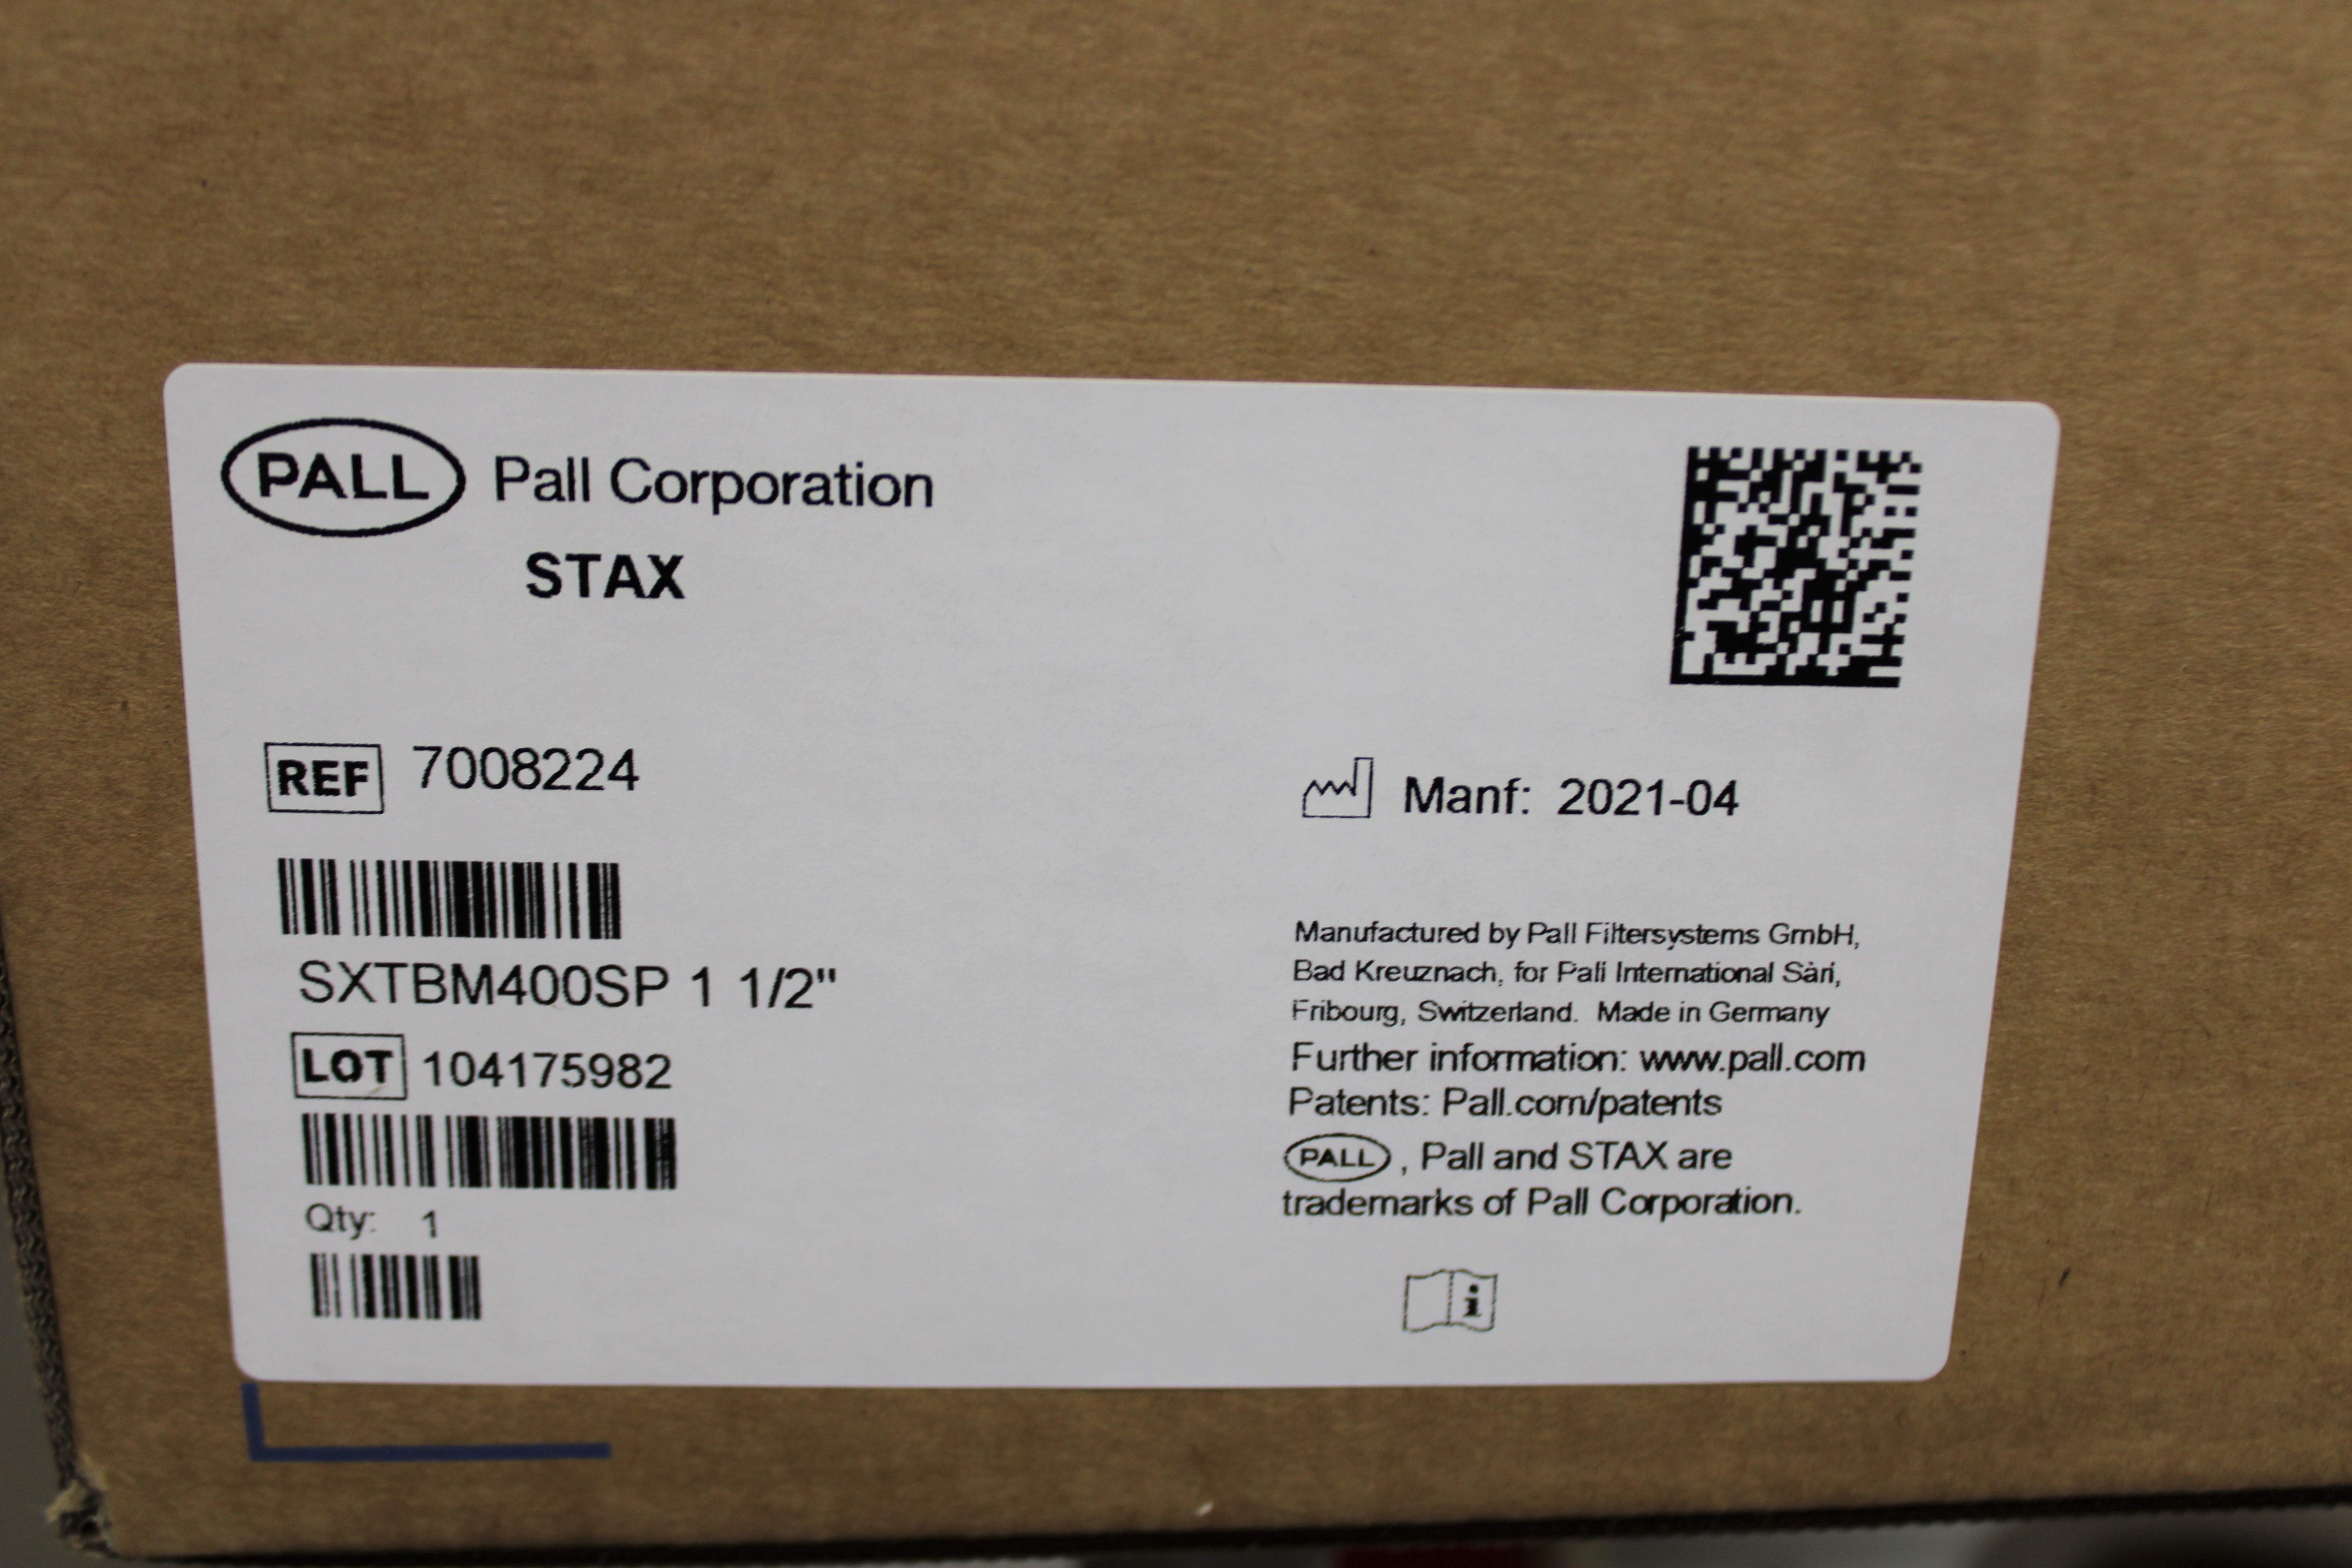 PALL Pall Corporation
STAX
REF 7008224
SXTBM400SP 1 1/2"
LOT 104175982
Qty: 1
Manf: 2021-04
Manufactured by Pall Filtersystems GmbH,
Bad Kreuznach, for Pall International Sàrl,
Fribourg, Switzerland. Made in Germany
Further information: www.pall.com
Patents: Pall.com/patents
PALL, Pall and STAX are
trademarks of Pall Corporation.
i